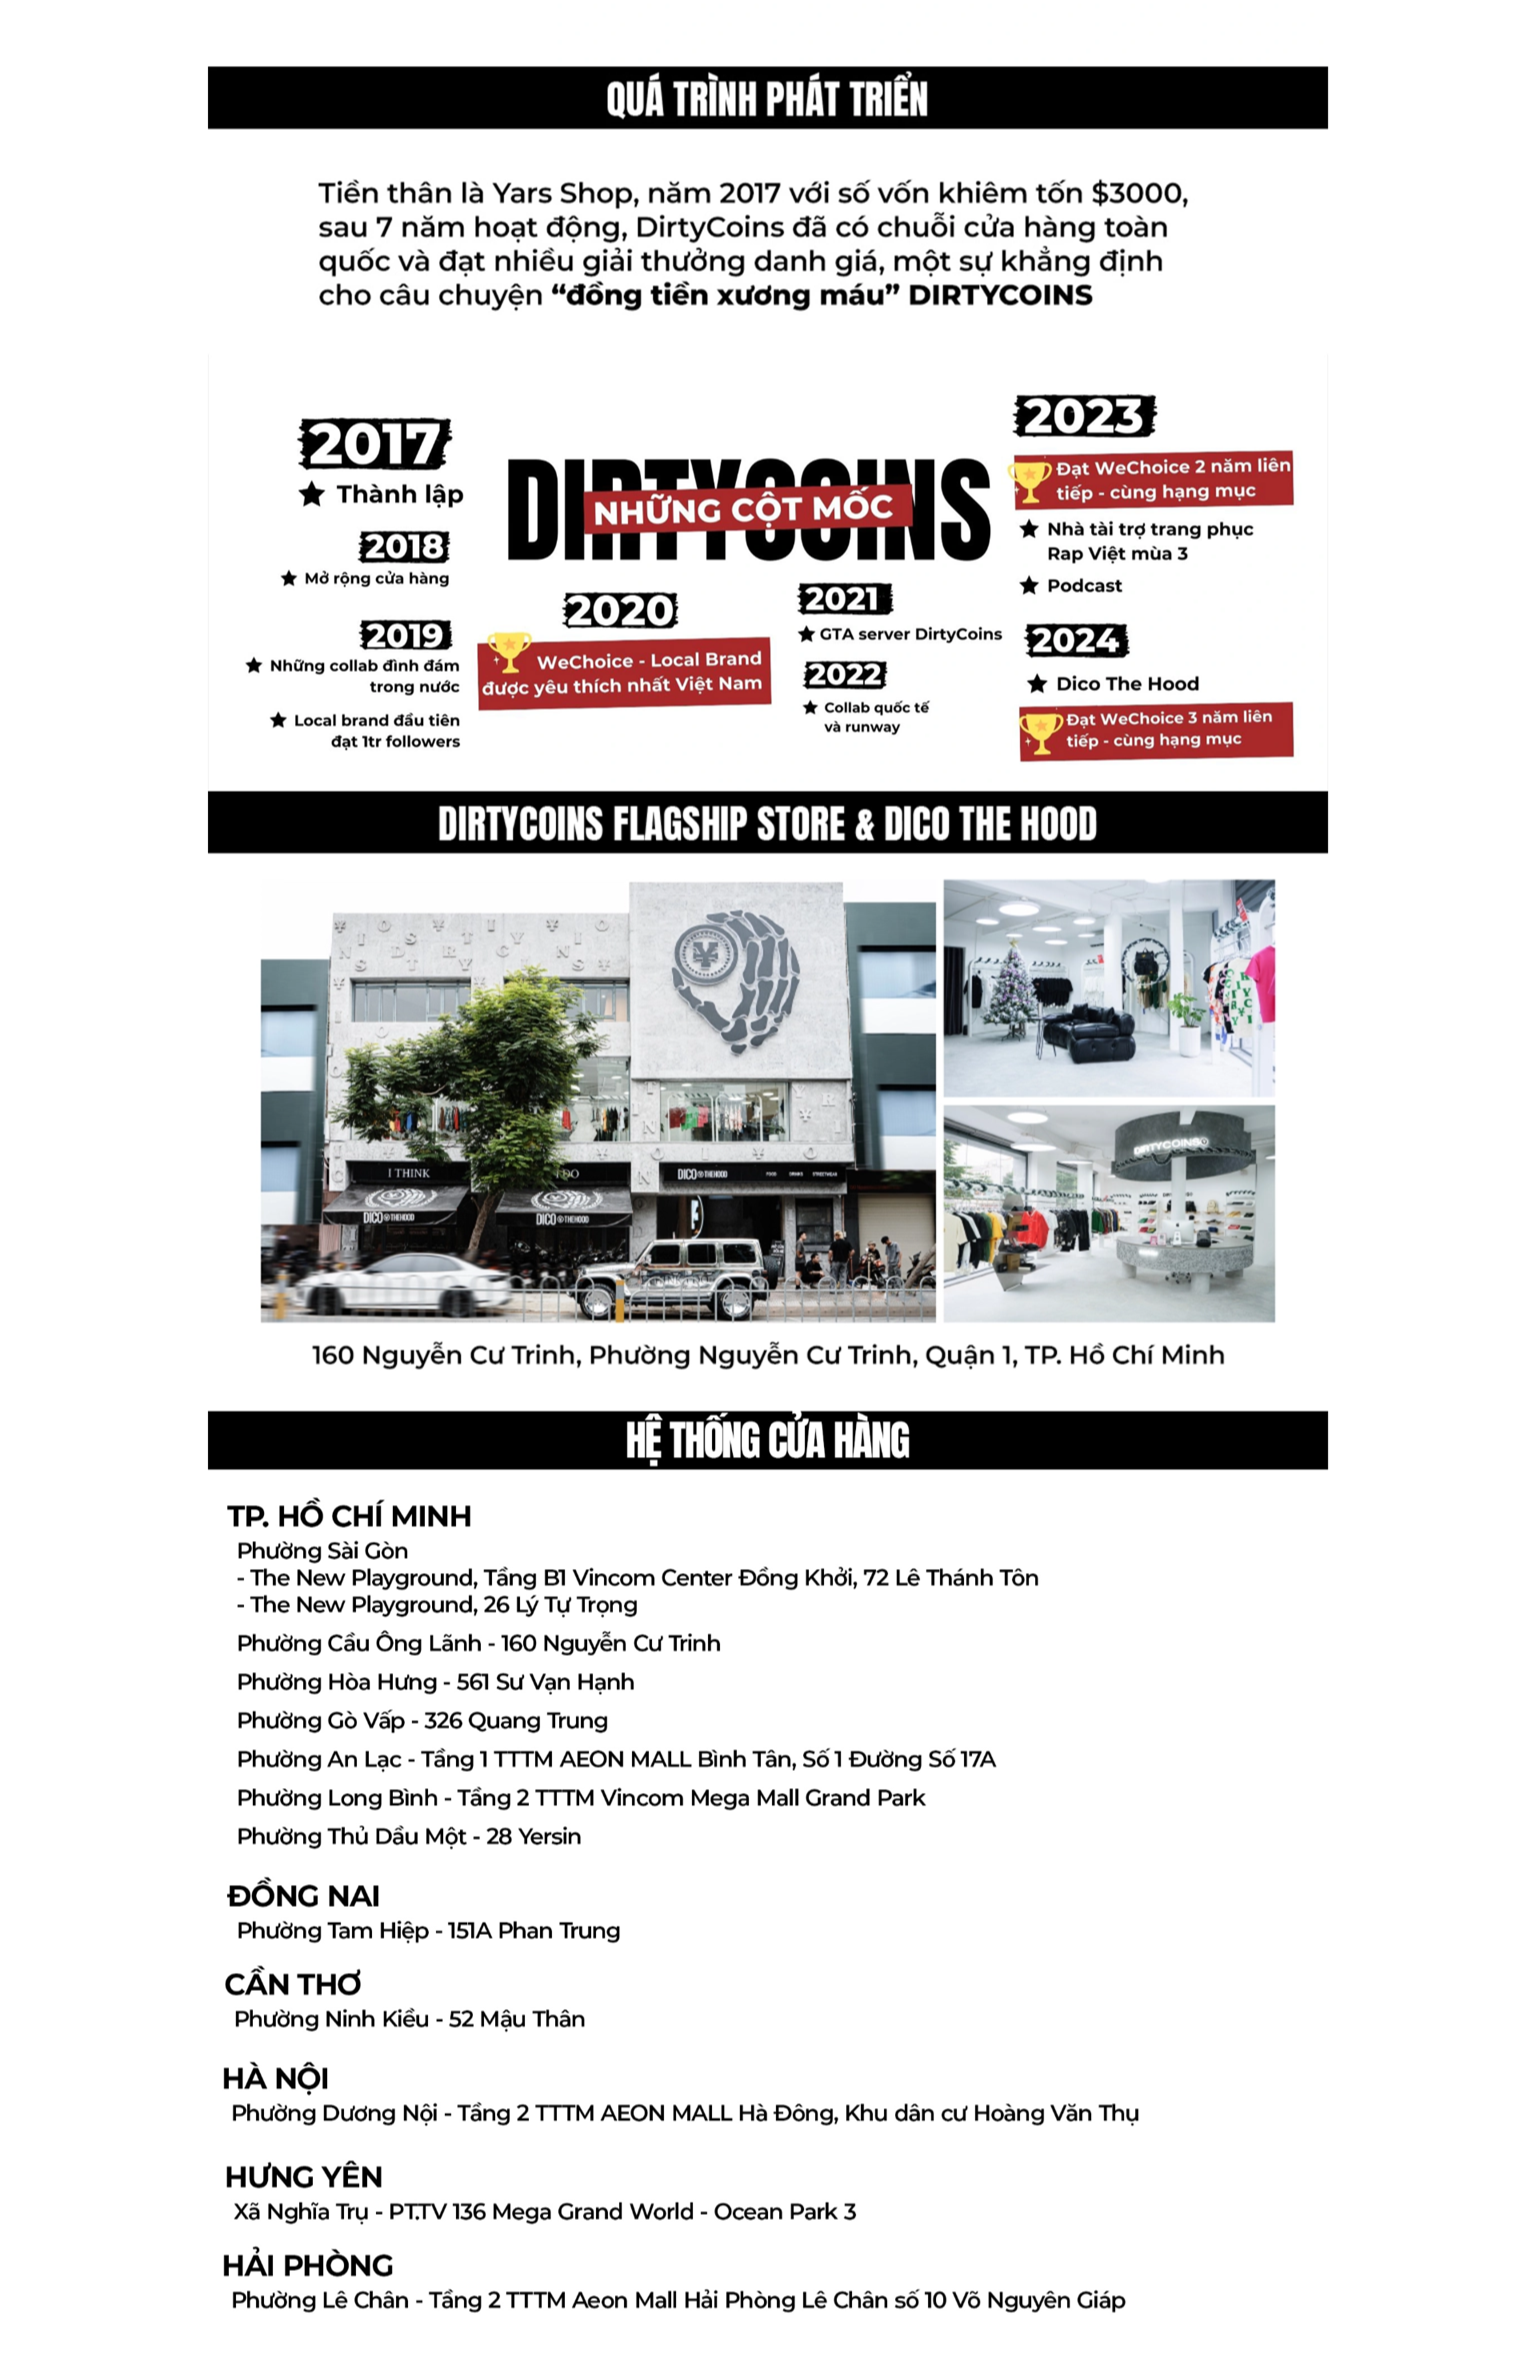 QUÁ TRÌNH PHÁT TRIỂN
Tiền thân là Yars Shop, năm 2017 với số vốn khiêm tốn $3000,
sau 7 năm hoạt động, DirtyCoins đã có chuỗi cửa hàng toàn
quốc và đạt nhiều giải thưởng danh giá, một sự khẳng định
cho câu chuyện “đồng tiền xương máu” DIRTYCOINS
2017
★ Thành lập
2018
★ Mở rộng cửa hàng
2019
★ Những collab đình đám
trong nước
★ Local brand đầu tiên
đạt 1tr followers
DIRTYCOINS
NHỮNG CỘT MỐC
2020
WeChoice - Local Brand
được yêu thích nhất Việt Nam
2021
★ GTA server DirtyCoins
2022
★ Collab quốc tế
và runway
2023
Đạt WeChoice 2 năm liên
tiếp - cùng hạng mục
★ Nhà tài trợ trang phục
Rap Việt mùa 3
★ Podcast
2024
★ Dico The Hood
Đạt WeChoice 3 năm liên
tiếp - cùng hạng mục
DIRTYCOINS FLAGSHIP STORE & DICO THE HOOD
I THINK
DICO THE HOOD
DICO THE HOOD
DICO THE HOOD
DIRTYCOINS
160 Nguyễn Cư Trinh, Phường Nguyễn Cư Trinh, Quận 1, TP. Hồ Chí Minh
HỆ THỐNG CỬA HÀNG
TP. HỒ CHÍ MINH
Phường Sài Gòn
- The New Playground, Tầng B1 Vincom Center Đồng Khởi, 72 Lê Thánh Tôn
- The New Playground, 26 Lý Tự Trọng
Phường Cầu Ông Lãnh - 160 Nguyễn Cư Trinh
Phường Hòa Hưng - 561 Sư Vạn Hạnh
Phường Gò Vấp - 326 Quang Trung
Phường An Lạc - Tầng 1 TTTM AEON MALL Bình Tân, Số 1 Đường Số 17A
Phường Long Bình - Tầng 2 TTTM Vincom Mega Mall Grand Park
Phường Thủ Dầu Một - 28 Yersin
ĐỒNG NAI
Phường Tam Hiệp - 151A Phan Trung
CẦN THƠ
Phường Ninh Kiều - 52 Mậu Thân
HÀ NỘI
Phường Dương Nội - Tầng 2 TTTM AEON MALL Hà Đông, Khu dân cư Hoàng Văn Thụ
HƯNG YÊN
Xã Nghĩa Trụ - PT.TV 136 Mega Grand World - Ocean Park 3
HẢI PHÒNG
Phường Lê Chân - Tầng 2 TTTM Aeon Mall Hải Phòng Lê Chân số 10 Võ Nguyên Giáp